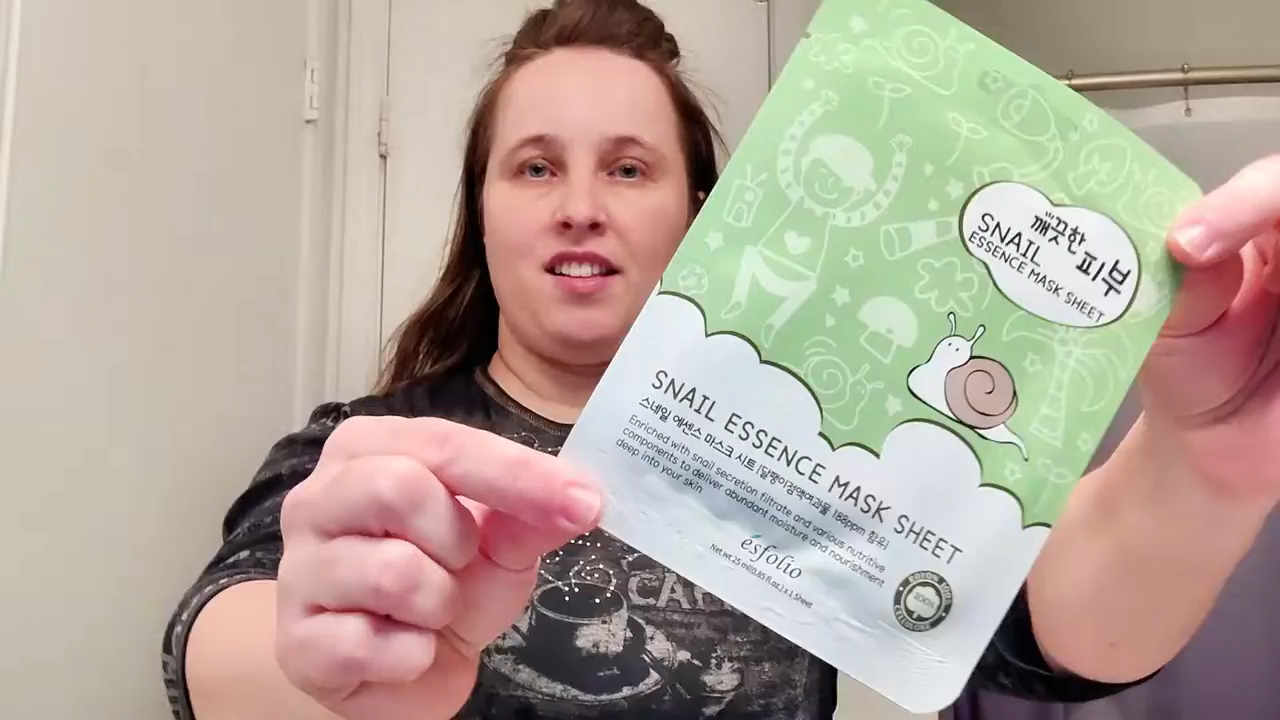 깨끗한
피부
SNAIL
ESSENCE MASK SHEET
SNAIL ESSENCE MASK SHEET
스네일 에센스 마스크 시트 [달팽이점액여과물 188ppm 함유]
Enriched with snail secretion filtrate and various nutritive
components to deliver abundant moisture and nourishment
deep into your skin
esfolio
Net wt.25 ml(0.85 fl.oz.) x 1 Sheet
100%
CAF